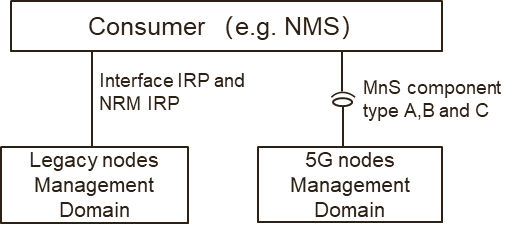 Consumer （e.g. NMS）
Interface IRP and
NRM IRP
MnS component
type A,B and C
Legacy nodes
Management
Domain
5G nodes
Management
Domain